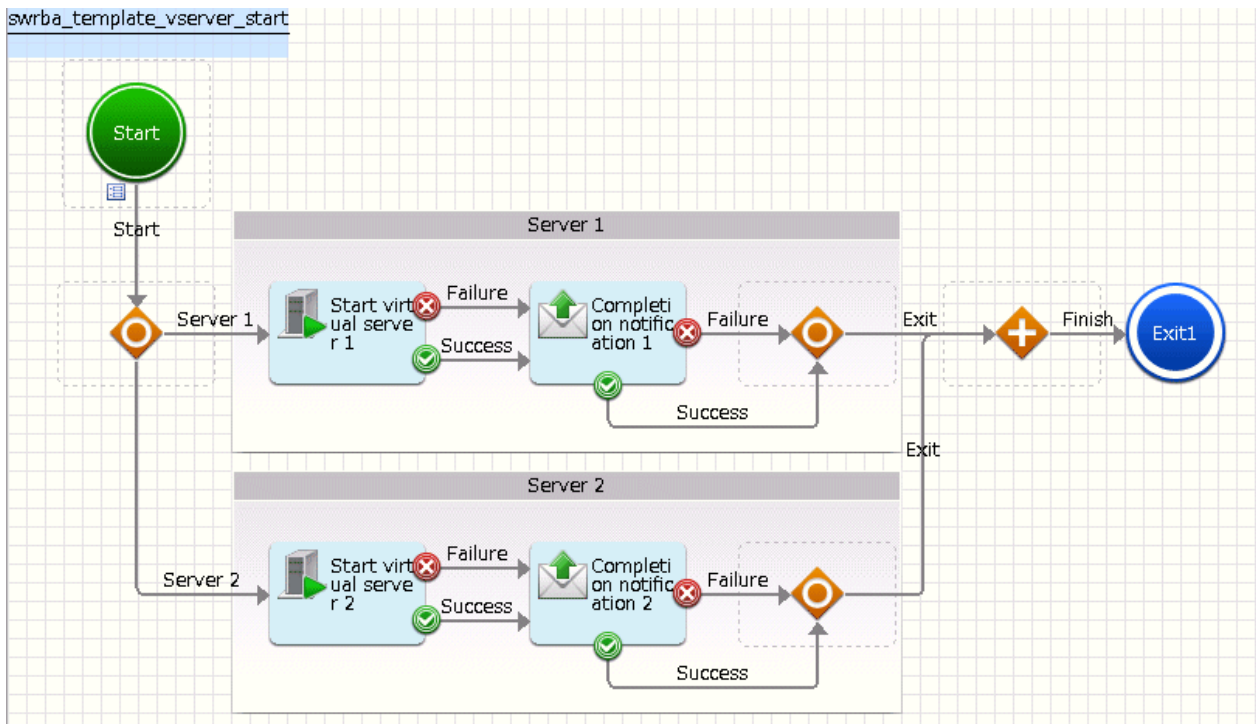 swrba_template_vserver_start
Start
Start
Server 1
Server 1
Start virt
ual serve
r 1
Failure
Success
Completi
on notific
ation 1
Failure
Success
Exit
Finish
Exit1
Exit
Server 2
Server 2
Start virt
ual serve
r 2
Failure
Success
Completi
on notific
ation 2
Failure
Success